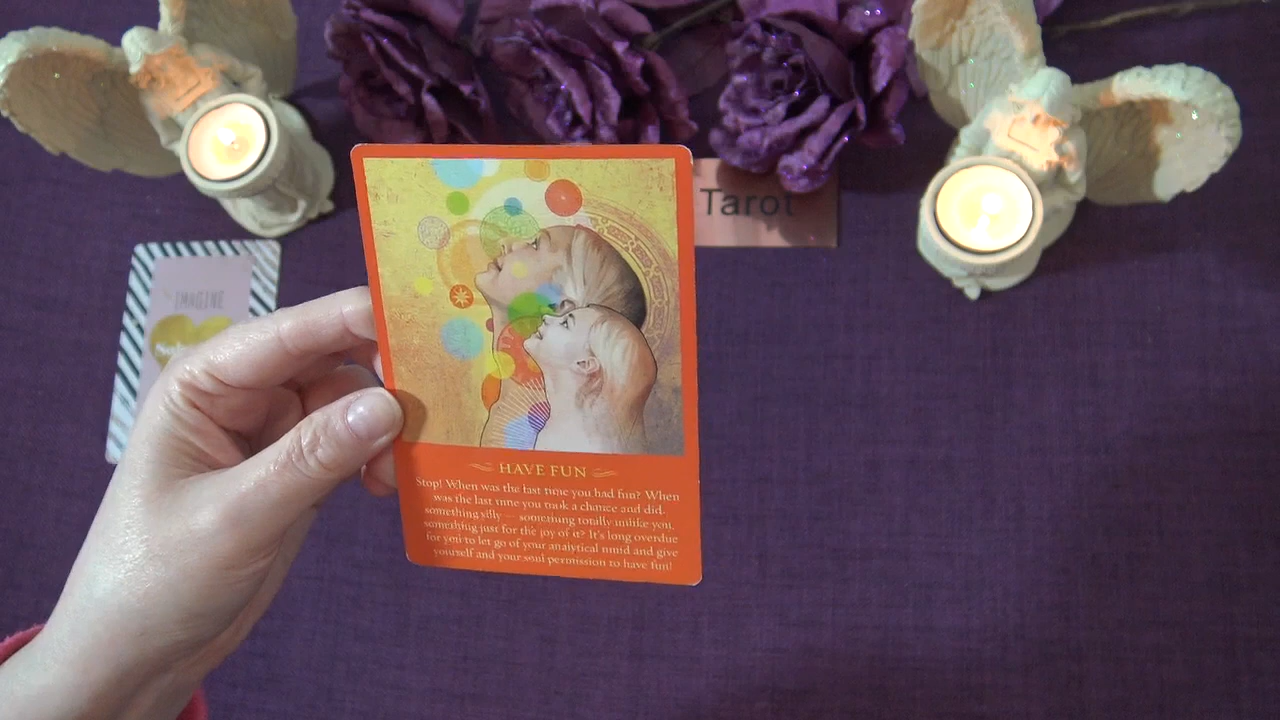 Tarot
IMAGINE
HAVE FUN
Stop! When was the last time you had fun? When
was the last time you took a chance and did
something silly — something totally unlike you,
something just for the joy of it? It's long overdue
for you to let go of your analytical mind and give
yourself and your soul permission to have fun!